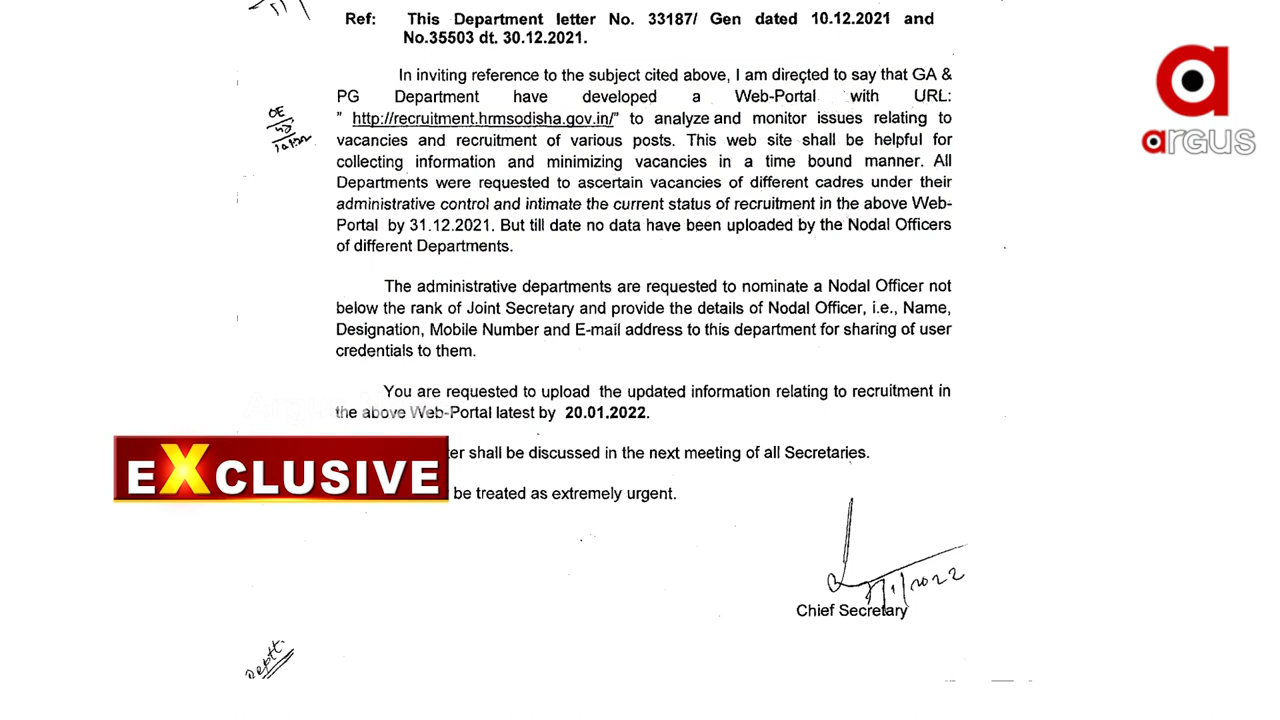 Ref: This Department letter No. 33187/ Gen dated 10.12.2021 and
No.35503 dt. 30.12.2021.
In inviting reference to the subject cited above, I am directed to say that GA &
PG Department have developed a Web-Portal with URL:
" http://recruitment.hrmsodisha.gov.in/" to analyze and monitor issues relating to
vacancies and recruitment of various posts. This web site shall be helpful for
collecting information and minimizing vacancies in a time bound manner. All
Departments were requested to ascertain vacancies of different cadres under their
administrative control and intimate the current status of recruitment in the above Web-
Portal by 31.12.2021. But till date no data have been uploaded by the Nodal Officers
of different Departments.
The administrative departments are requested to nominate a Nodal Officer not
below the rank of Joint Secretary and provide the details of Nodal Officer, i.e., Name,
Designation, Mobile Number and E-mail address to this department for sharing of user
credentials to them.
You are requested to upload the updated information relating to recruitment in
the above Web-Portal latest by 20.01.2022.
shall be discussed in the next meeting of all Secretaries.
be treated as extremely urgent.
EXCLUSIVE
Chief Secretary
Deptt.
argus